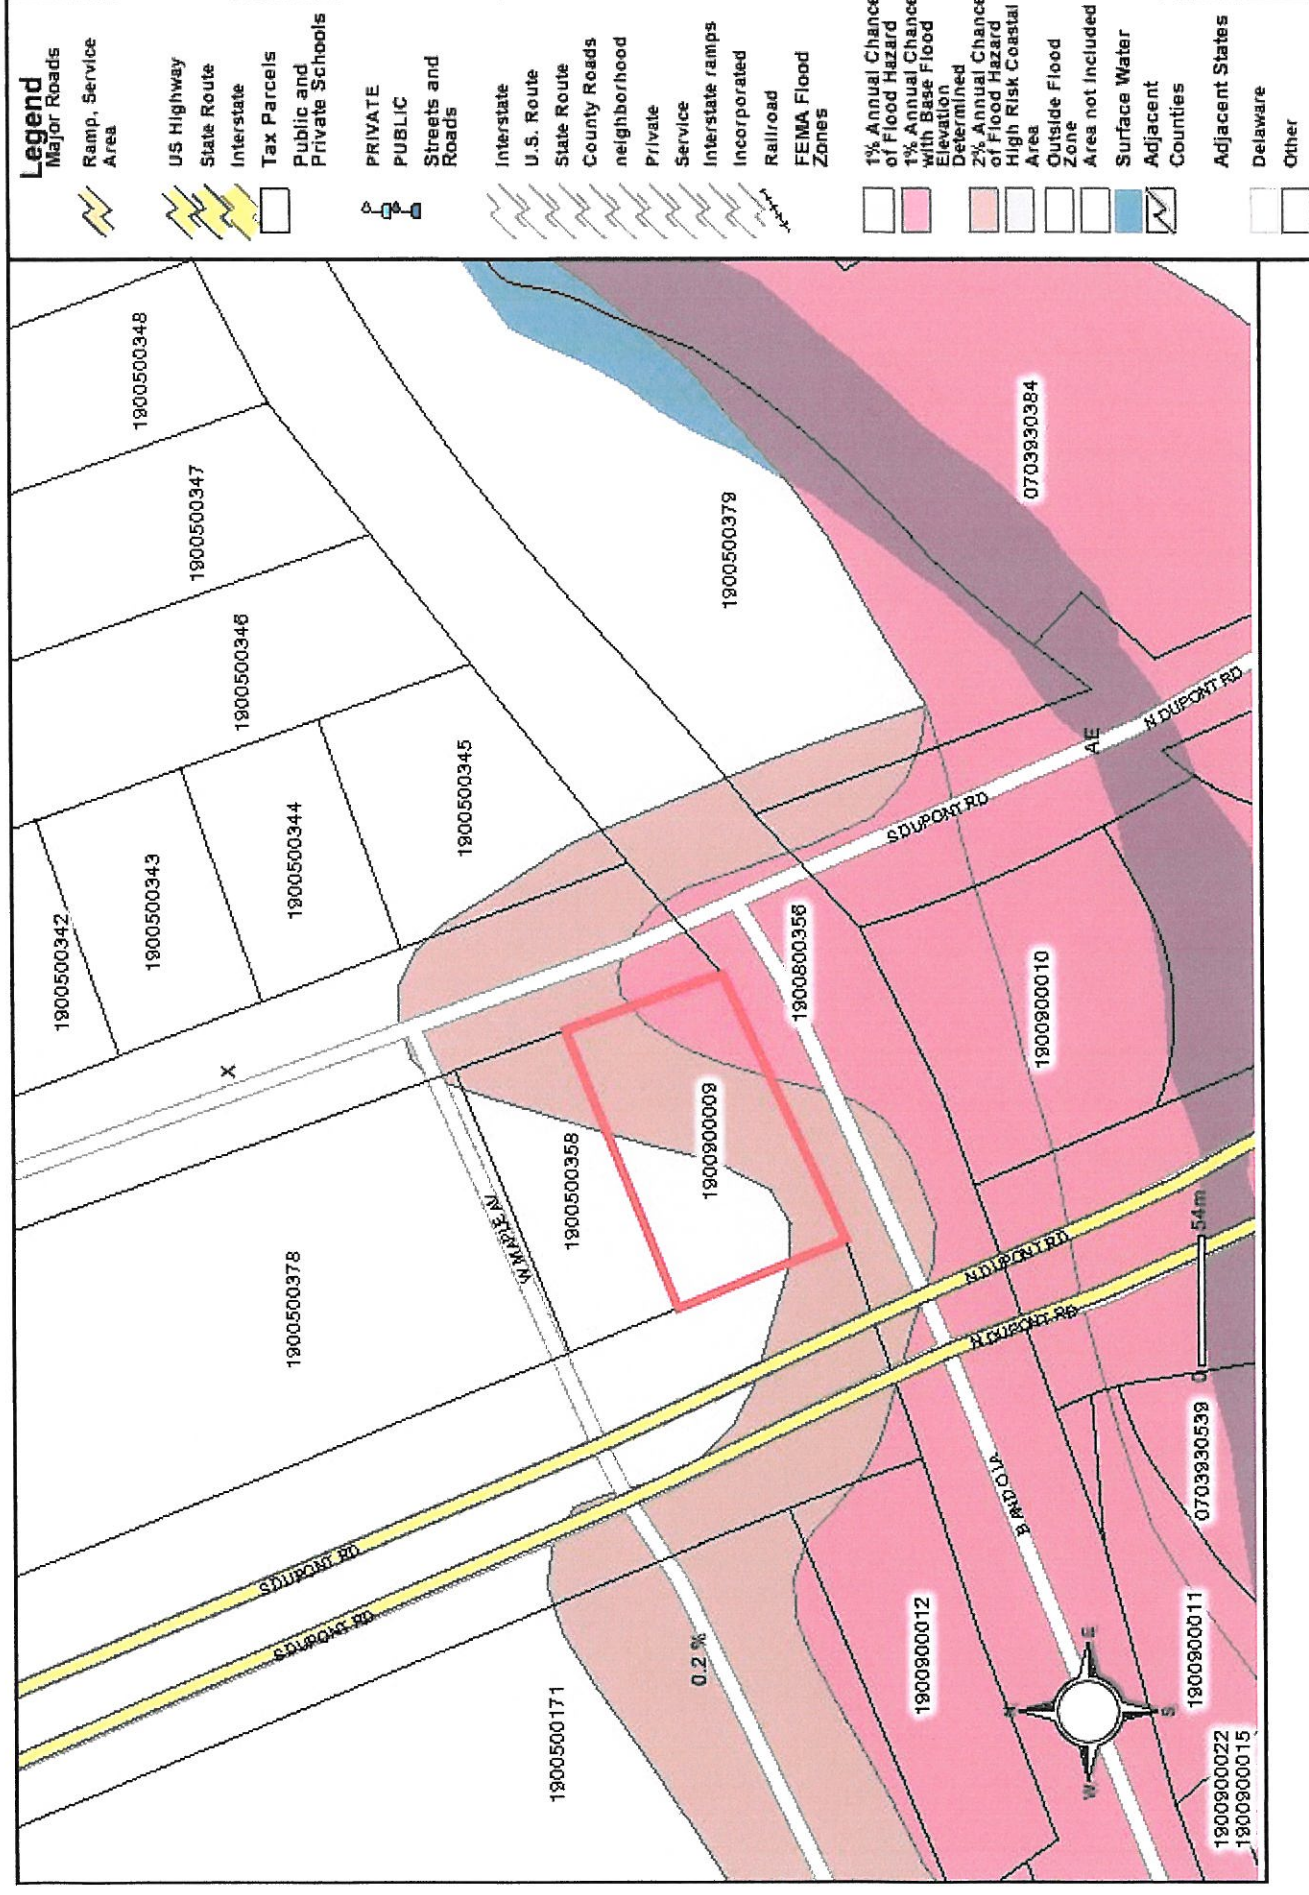 Legend
Major Roads
Ramp, Service
Area
US Highway
State Route
Interstate
Tax Parcels
Public and
Private Schools
PRIVATE
PUBLIC
Streets and
Roads
Interstate
U.S. Route
State Route
County Roads
neighborhood
Private
Service
Interstate ramps
Incorporated
Railroad
FEMA Flood
Zones
1% Annual Chance
of Flood Hazard
1% Annual Chance
With Base Flood
Elevation
Determined
2% Annual Chance
of Flood Hazard
High Risk Coastal
Area
Outside Flood
Zone
Area not Included
Surface Water
Adjacent
Counties
Adjacent States
Delaware
Other
1900500348
1900500347
1900500346
1900500345
1900500344
1900500343
1900500342
X
1900500378
1900500358
W MAPLE AV
1900500379
0703930384
1900900009
1900800356
S DUPONT RD
AE
N DUPONT RD
1900900010
N DUPONT RD
N DUPONT RD
S DUPONT RD
S DUPONT RD
0 54m
1900500171
0.2 %
B AND O LA
1900900012
0703930539
1900900011
1900900022
1900900015
N
E
S
W